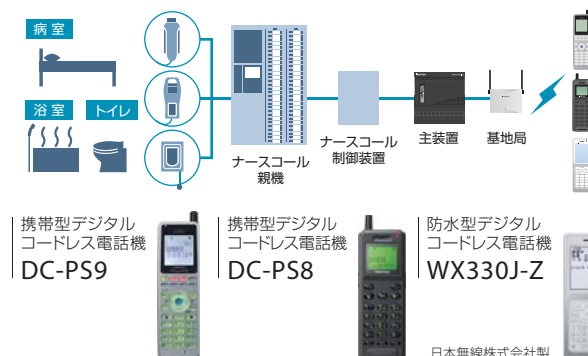 病室
浴室
トイレ
ナースコール
親機
ナースコール
制御装置
主装置
基地局
携帯型デジタル
コードレス電話機
DC-PS9
携帯型デジタル
コードレス電話機
DC-PS8
防水型デジタル
コードレス電話機
WX330J-Z
日本無線株式会社製